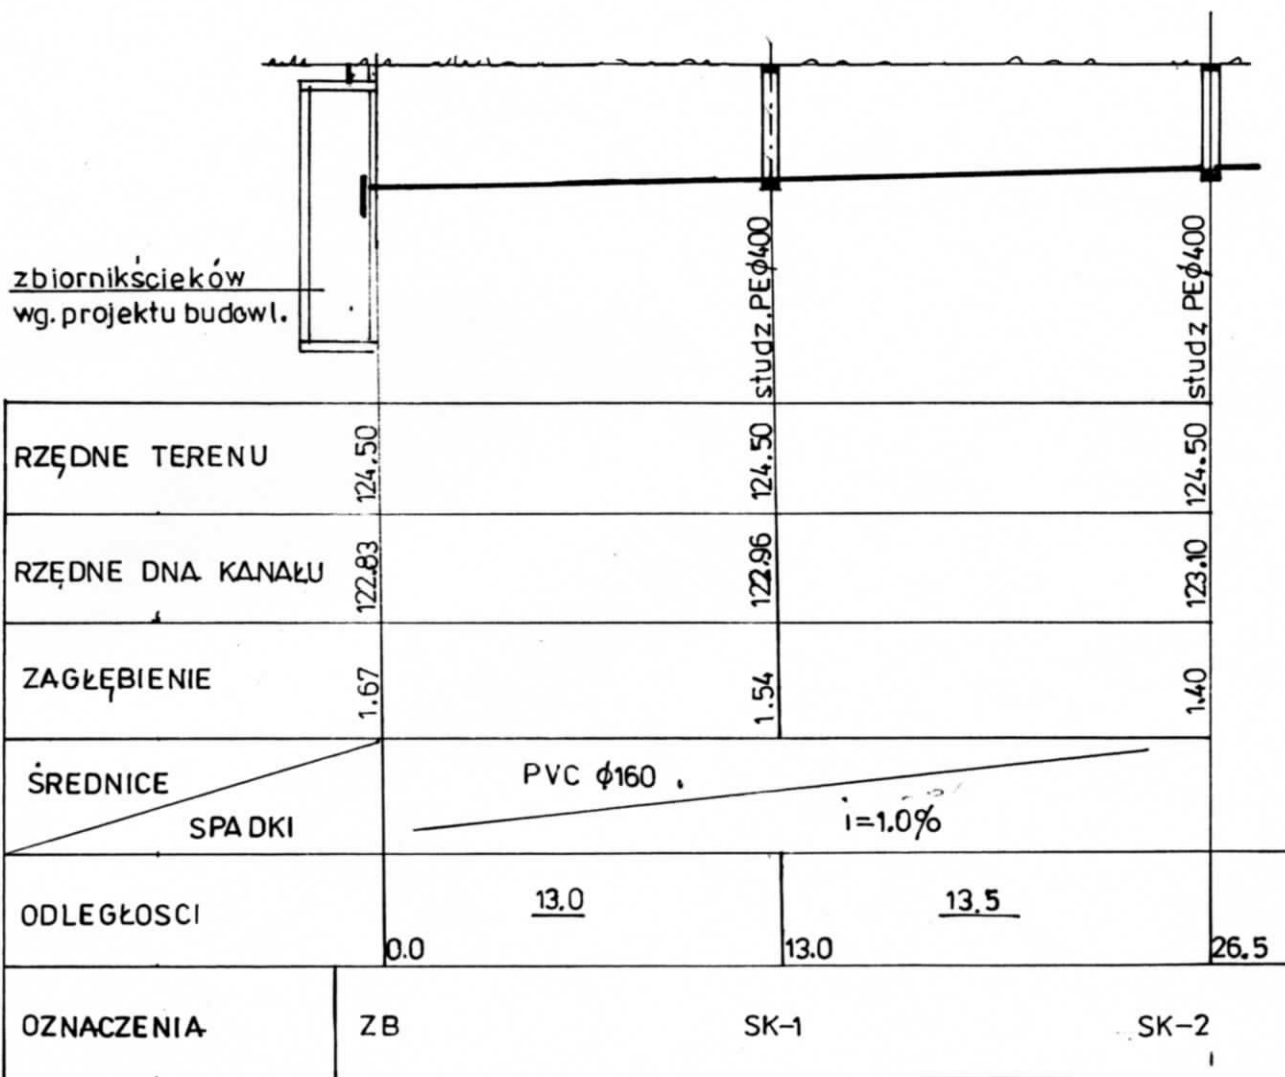 zbiornik ścieków
wg. projektu budowl.
studz. PEϕ400
studz PEϕ400
RZĘDNE TERENU
124.50
124.50
124.50
RZĘDNE DNA KANAŁU
122.83
122.96
123.10
ZAGŁĘBIENIE
1.67
1.54
1.40
ŚREDNICE
SPADKI
PVC ϕ160
i=1.0%
ODLEGŁOSCI
13.0
13.5
0.0
13.0
26.5
OZNACZENIA
ZB
SK-1
SK-2